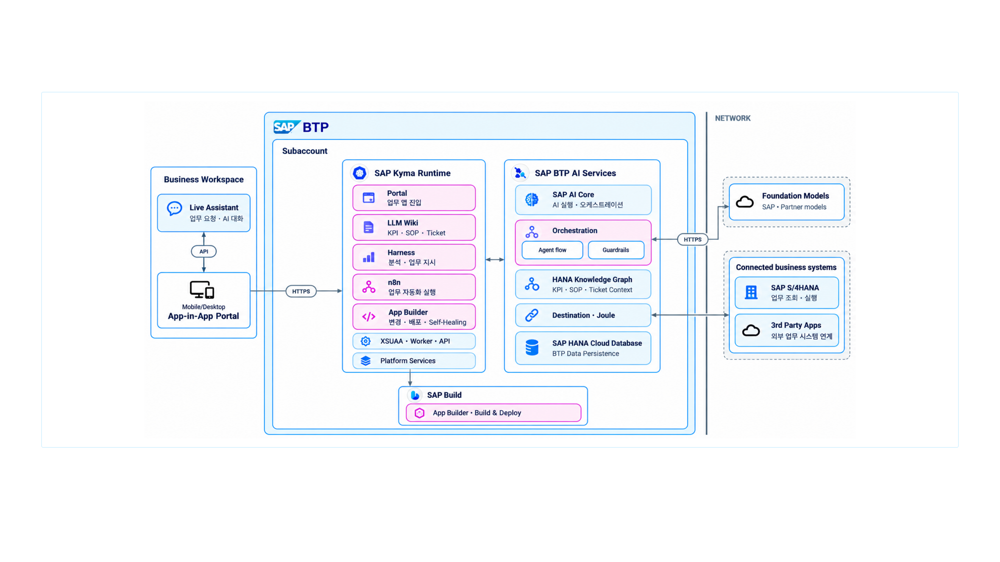 SAP BTP
NETWORK
Subaccount
Business Workspace
Live Assistant
업무 요청 • AI 대화
API
Mobile/Desktop
App-in-App Portal
HTTPS
SAP Kyma Runtime
Portal
업무 앱 진입
LLM Wiki
KPI • SOP • Ticket
Harness
분석 • 업무 지시
n8n
업무 자동화 실행
App Builder
변경 • 배포 • Self-Healing
XSUAA • Worker • API
Platform Services
SAP BTP AI Services
SAP AI Core
AI 실행 • 오케스트레이션
Orchestration
Agent flow
Guardrails
HANA Knowledge Graph
KPI • SOP • Ticket Context
Destination • Joule
SAP HANA Cloud Database
BTP Data Persistence
SAP Build
App Builder • Build & Deploy
HTTPS
Foundation Models
SAP • Partner models
Connected business systems
SAP S/4HANA
업무 조회 • 실행
3rd Party Apps
외부 업무 시스템 연계